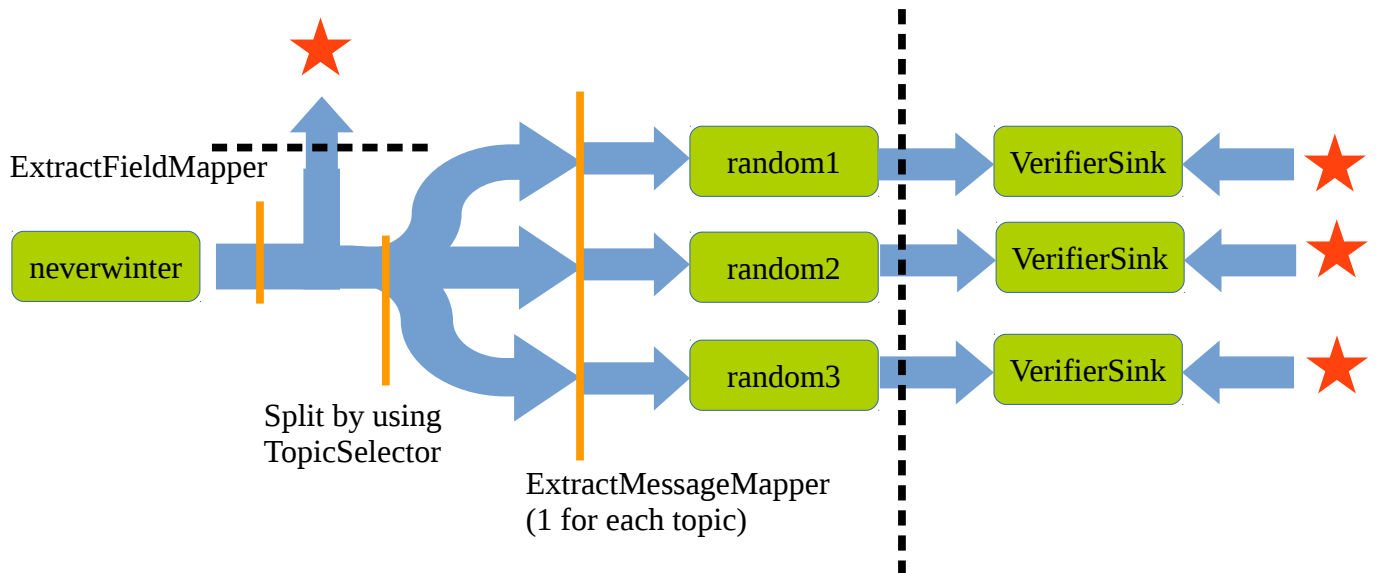 ExtractFieldMapper
neverwinter
Split by using
TopicSelector
ExtractMessageMapper
(1 for each topic)
random1
random2
random3
VerifierSink
VerifierSink
VerifierSink